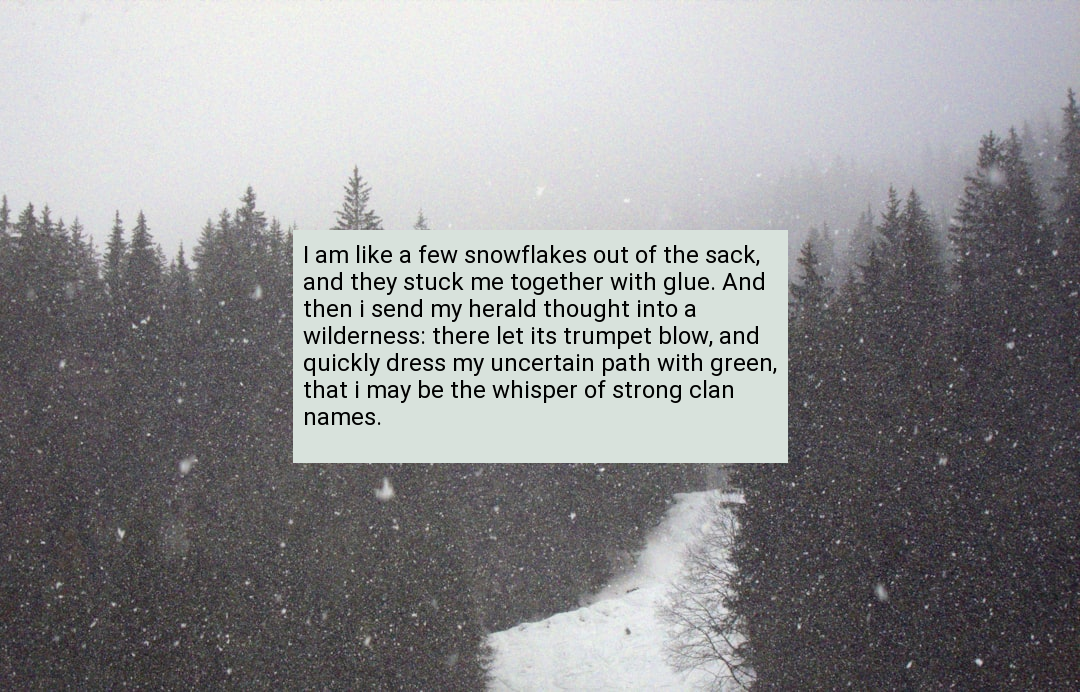 I am like a few snowflakes out of the sack,
and they stuck me together with glue. And
then i send my herald thought into a
wilderness: there let its trumpet blow, and
quickly dress my uncertain path with green,
that i may be the whisper of strong clan
names.